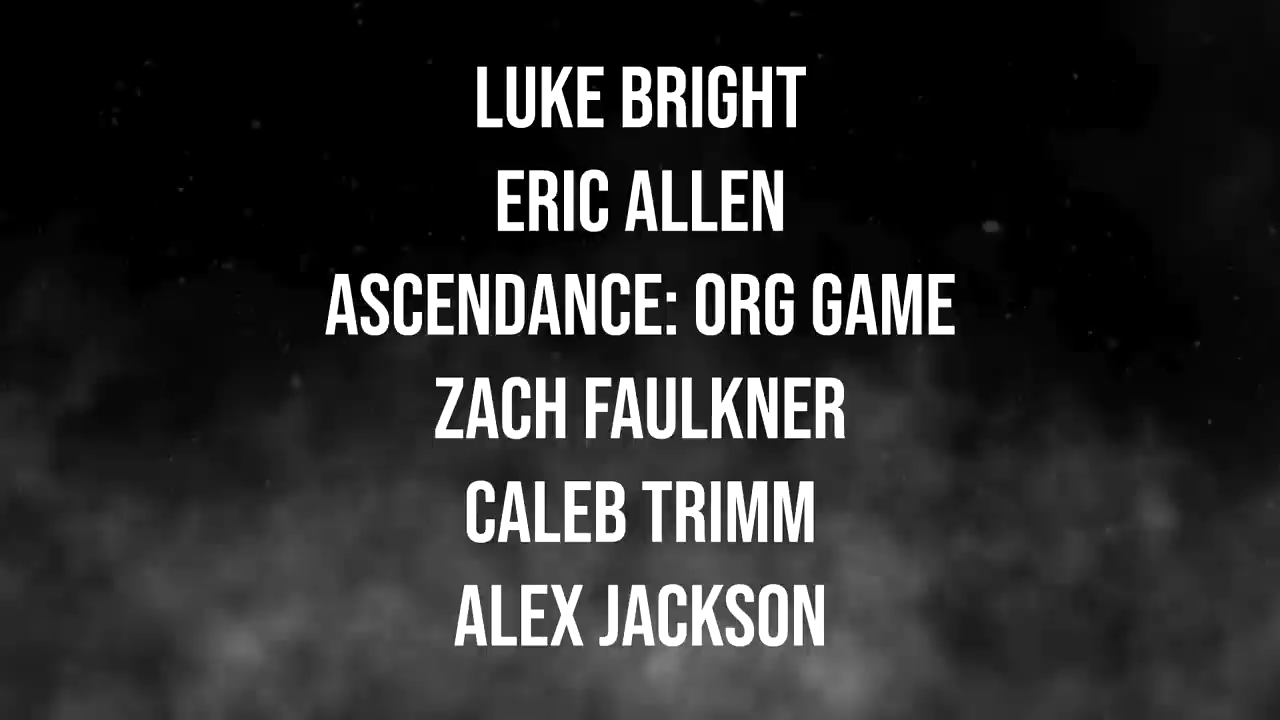 LUKE BRIGHT
ERIC ALLEN
ASCENDANCE: ORG GAME
ZACH FAULKNER
CALEB TRIMM
ALEX JACKSON